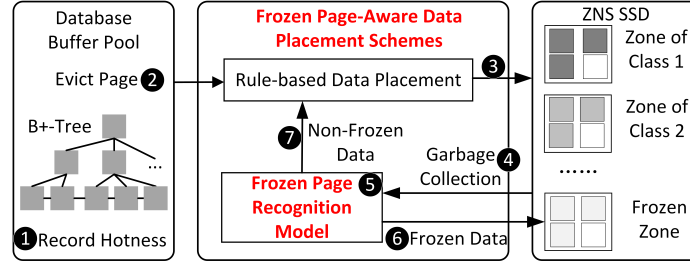 Database
Buffer Pool
Evict Page 2
B+-Tree
...
1 Record Hotness
Frozen Page-Aware Data
Placement Schemes
Rule-based Data Placement
3
7 Non-Frozen
Data
Garbage 4
Collection
Frozen Page 5
Recognition
Model
6 Frozen Data
ZNS SSD
Zone of
Class 1
Zone of
Class 2
......
Frozen
Zone